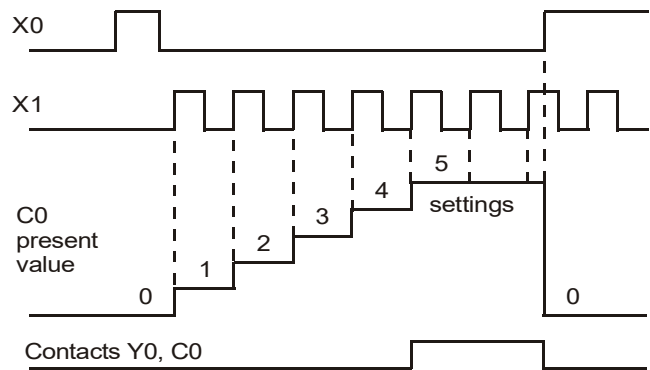 X0
X1
5
settings
4
3
2
1
0
0
C0
present
value
Contacts Y0, C0